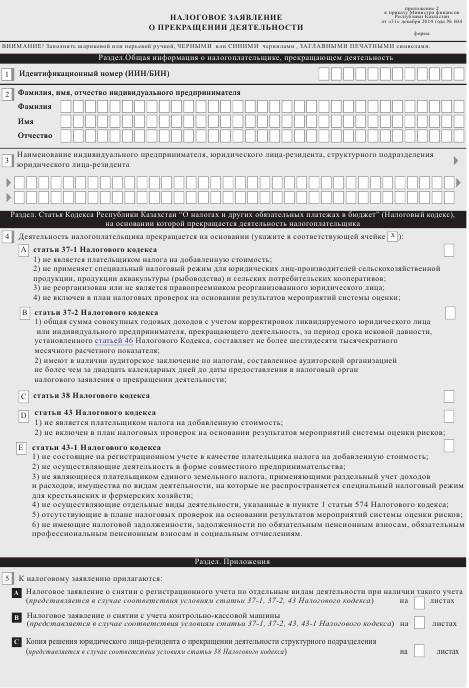 приложение 2
к приказу Министра финансов
Республики Казахстан
от «31» декабря 2014 года № 604
форма
НАЛОГОВОЕ ЗАЯВЛЕНИЕ
О ПРЕКРАЩЕНИИ ДЕЯТЕЛЬНОСТИ
ВНИМАНИЕ! Заполнять шариковой или перьевой ручкой, ЧЕРНЫМИ или СИНИМИ чернилами, ЗАГЛАВНЫМИ ПЕЧАТНЫМИ символами.
Раздел.Общая информация о налогоплательщике, прекращающем деятельность
1 Идентификационный номер (ИИН/БИН)
2 Фамилия, имя, отчество индивидуального предпринимателя
Фамилия
Имя
Отчество
3 Наименование индивидуального предпринимателя, юридического лица-резидента, структурного подразделения
юридического лица-резидента
Раздел. Статья Кодекса Республики Казахстан “О налогах и других обязательных платежах в бюджет” (Налоговый кодекс),
на основании которой прекращается деятельность налогоплательщика
4 Деятельность налогоплательщика прекращается на основании (укажите в соответствующей ячейке X ):
A статьи 37-1 Налогового кодекса
1) не является плательщиком налога на добавленную стоимость;
2) не применяет специальный налоговый режим для юридических лиц-производителей сельскохозяйственной
продукции, продукции аквакультуры (рыбоводства) и сельских потребительских кооперативов;
3) не реорганизован или не является правопреемником реорганизованного юридического лица;
4) не включен в план налоговых проверок на основании результатов мероприятий системы оценки;
B статьи 37-2 Налогового кодекса
1) общая сумма совокупных годовых доходов с учетом корректировок ликвидируемого юридического лица
или индивидуального предпринимателя, прекращающего деятельность, за период срока исковой давности,
установленного статьей 46 Налогового Кодекса, составляет не более шестидесяти тысячекратного
месячного расчетного показателя;
2) имеют в наличии аудиторское заключение по налогам, составленное аудиторской организацией
не более чем за двадцать календарных дней до даты предоставления в налоговый орган
налогового заявления о прекращении деятельности;
C статьи 38 Налогового кодекса
D статьи 43 Налогового кодекса
1) не является плательщиком налога на добавленную стоимость;
2) не включен в план налоговых проверок на основании результатов мероприятий системы оценки рисков;
E статьи 43-1 Налогового кодекса
1) не состоящие на регистрационном учете в качестве плательщика налога на добавленную стоимость;
2) не осуществляющие деятельность в форме совместного предпринимательства;
3) не являющиеся плательщиком единого земельного налога, применяющими раздельный учет доходов
и расходов, имущества по видам деятельности, на которые не распространяется специальный налоговый режим
для крестьянских и фермерских хозяйств;
4) не осуществляющие отдельные виды деятельности, указанные в пункте 1 статьи 574 Налогового кодекса;
5) отсутствующие в плане налоговых проверок на основании результатов мероприятий системы оценки рисков;
6) не имеющие налоговой задолженности, задолженности по обязательным пенсионным взносам, обязательным
профессиональным пенсионным взносам и социальным отчислениям.
Раздел. Приложения
5 К налоговому заявлению прилагаются:
A Налоговое заявление о снятии с регистрационного учета по отдельным видам деятельности при наличии такого учета
(представляется в случае соответствия условиям статьи 37-1, 37-2, 43 Налогового кодекса) на листах
B Налоговое заявление о снятии с учета контрольно-кассовой машины
(представляется в случае соответствия условиям статьи 37-1, 37-2, 43, 43-1 Налогового кодекса) на листах
C Копия решения юридического лица-резидента о прекращении деятельности структурного подразделения
(представляется в случае соответствия условиям статьи 38 Налогового кодекса) на листах